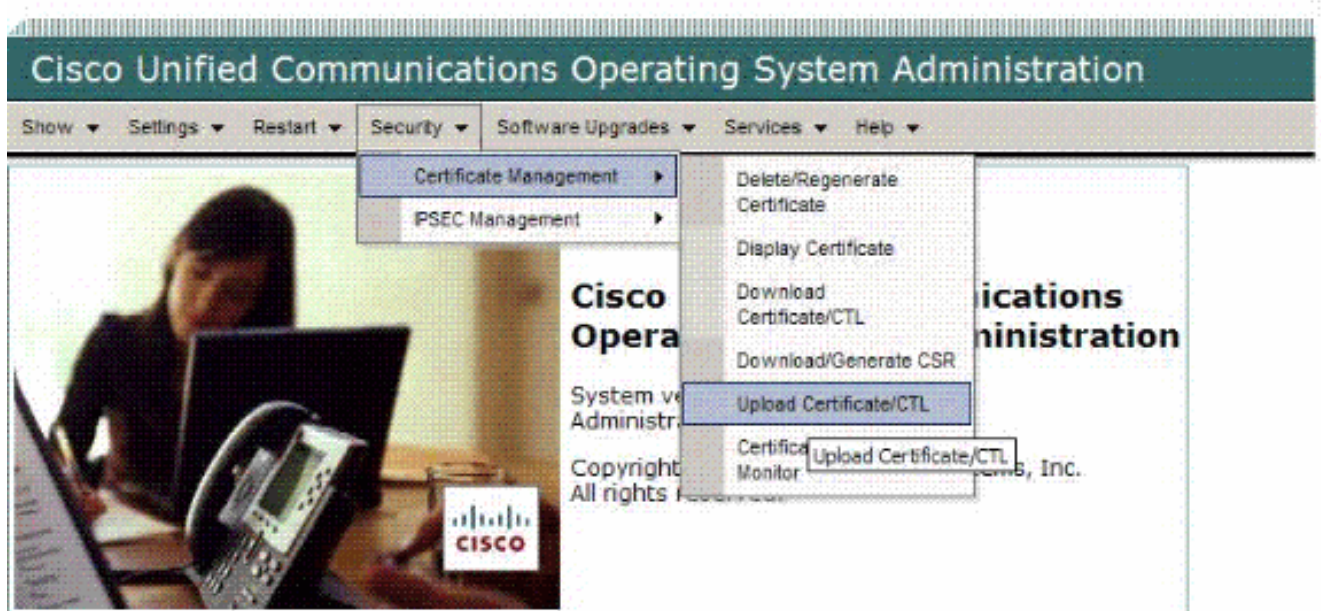 Cisco Unified Communications Operating System Administration
Show Settings Restart Security Software Upgrades Services Help
Certificate Management
IPSEC Management
Delete/Regenerate
Certificate
Display Certificate
Download
Certificate/CTL
Download/Generate CSR
Upload Certificate/CTL
Monitor
Upload Certificate/CTL
Cisco ications
Opera ministration
System ve
Administr
Copyright , Inc.
All rights
CISCO